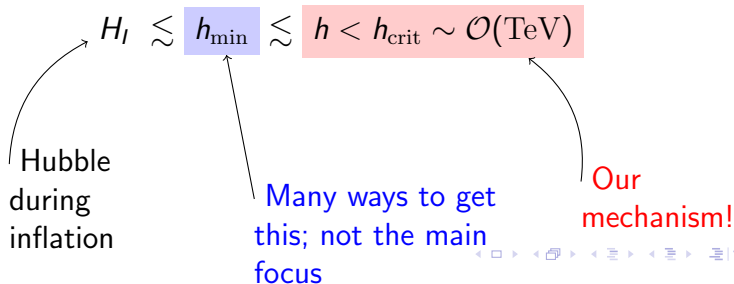 H_I ≲ h_min ≲ h < h_crit ∼ 𝒪(TeV)
Hubble
during
inflation
Many ways to get
this; not the main
focus
Our
mechanism!